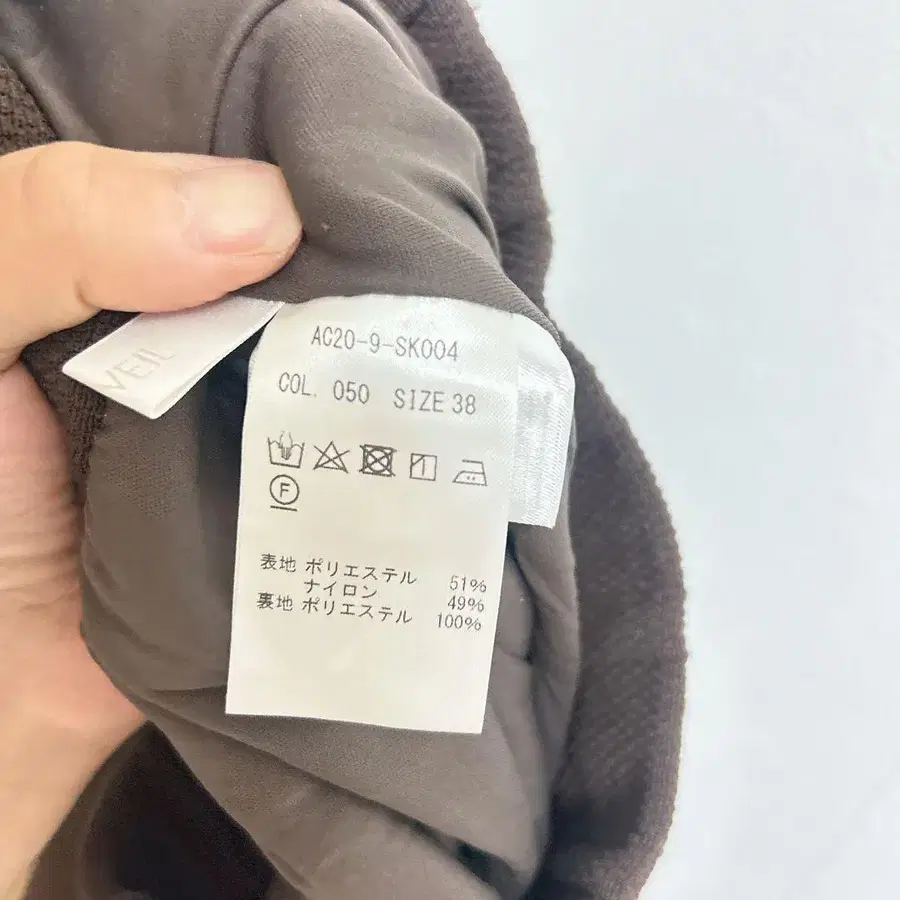 VEIL
AC20-9-SK004
COL. 050 SIZE 38
F
表地 ポリエステル 51%
ナイロン 49%
裏地 ポリエステル 100%